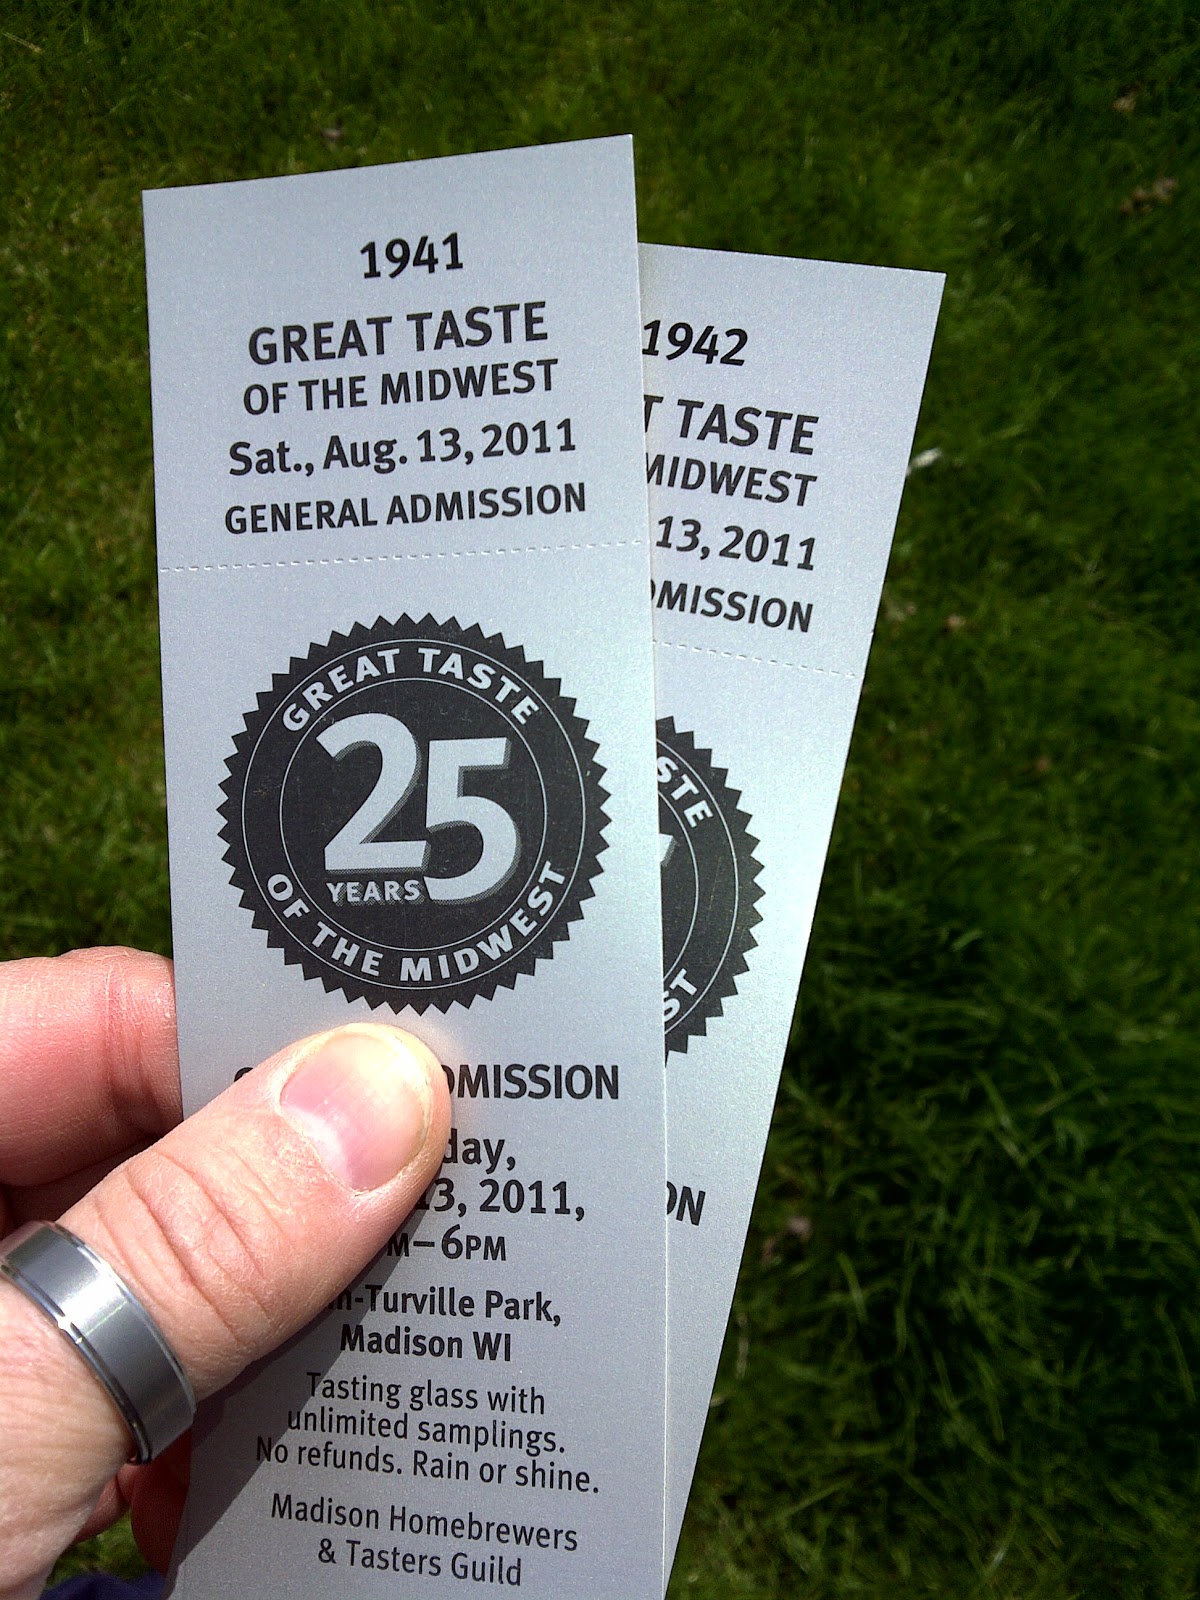 1941
GREAT TASTE
OF THE MIDWEST
Sat., Aug. 13, 2011
GENERAL ADMISSION
GREAT TASTE
25
YEARS
OF THE MIDWEST
DMISSION
day,
13, 2011,
M–6PM
n-Turville Park,
Madison WI
Tasting glass with
unlimited samplings.
No refunds. Rain or shine.
Madison Homebrewers
& Tasters Guild
1942
T TASTE
MIDWEST
13, 2011
DMISSION
STE
ST
ON